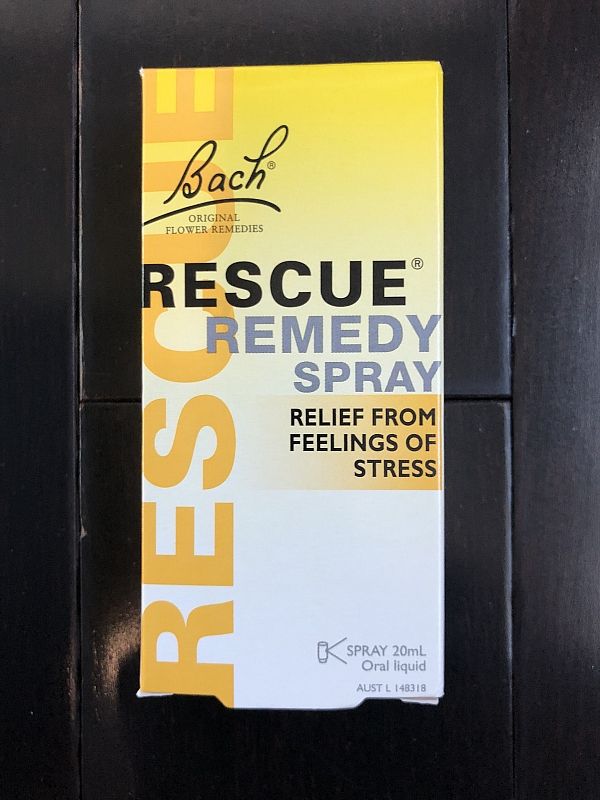 RESCUE
Bach®
ORIGINAL
FLOWER REMEDIES
RESCUE®
REMEDY
SPRAY
RELIEF FROM
FEELINGS OF
STRESS
SPRAY 20mL
Oral liquid
AUST L 148318